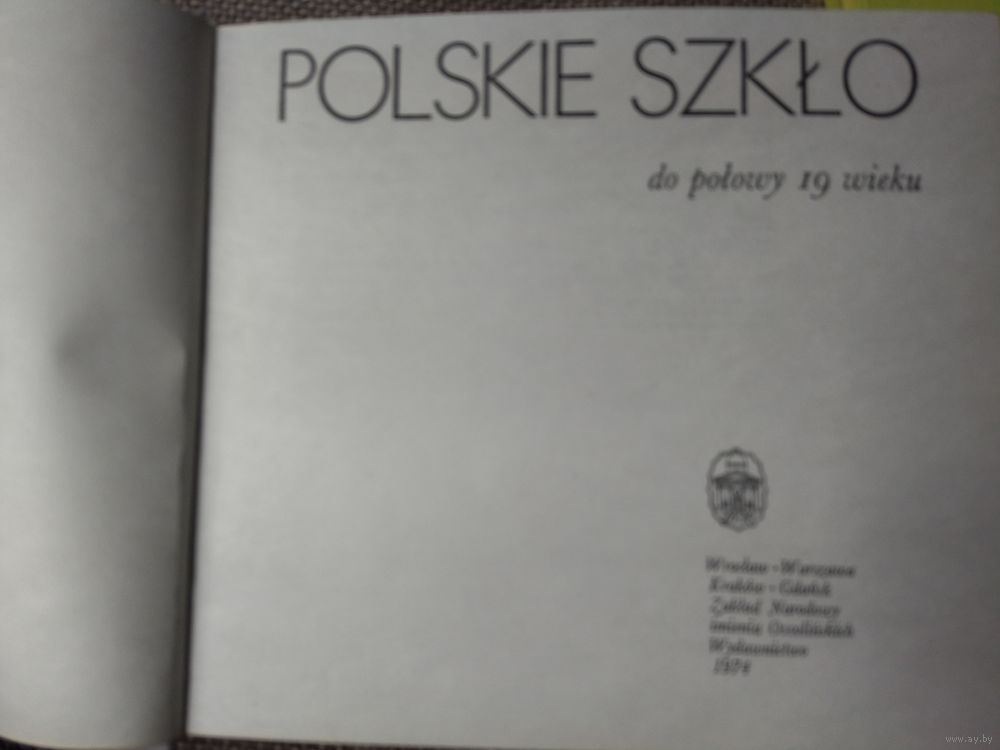 POLSKIE SZKŁO
do połowy 19 wieku
Wrocław · Warszawa
Kraków · Gdańsk
Zakład Narodowy
imienia Ossolińskich
Wydawnictwo
1974
www.ay.by